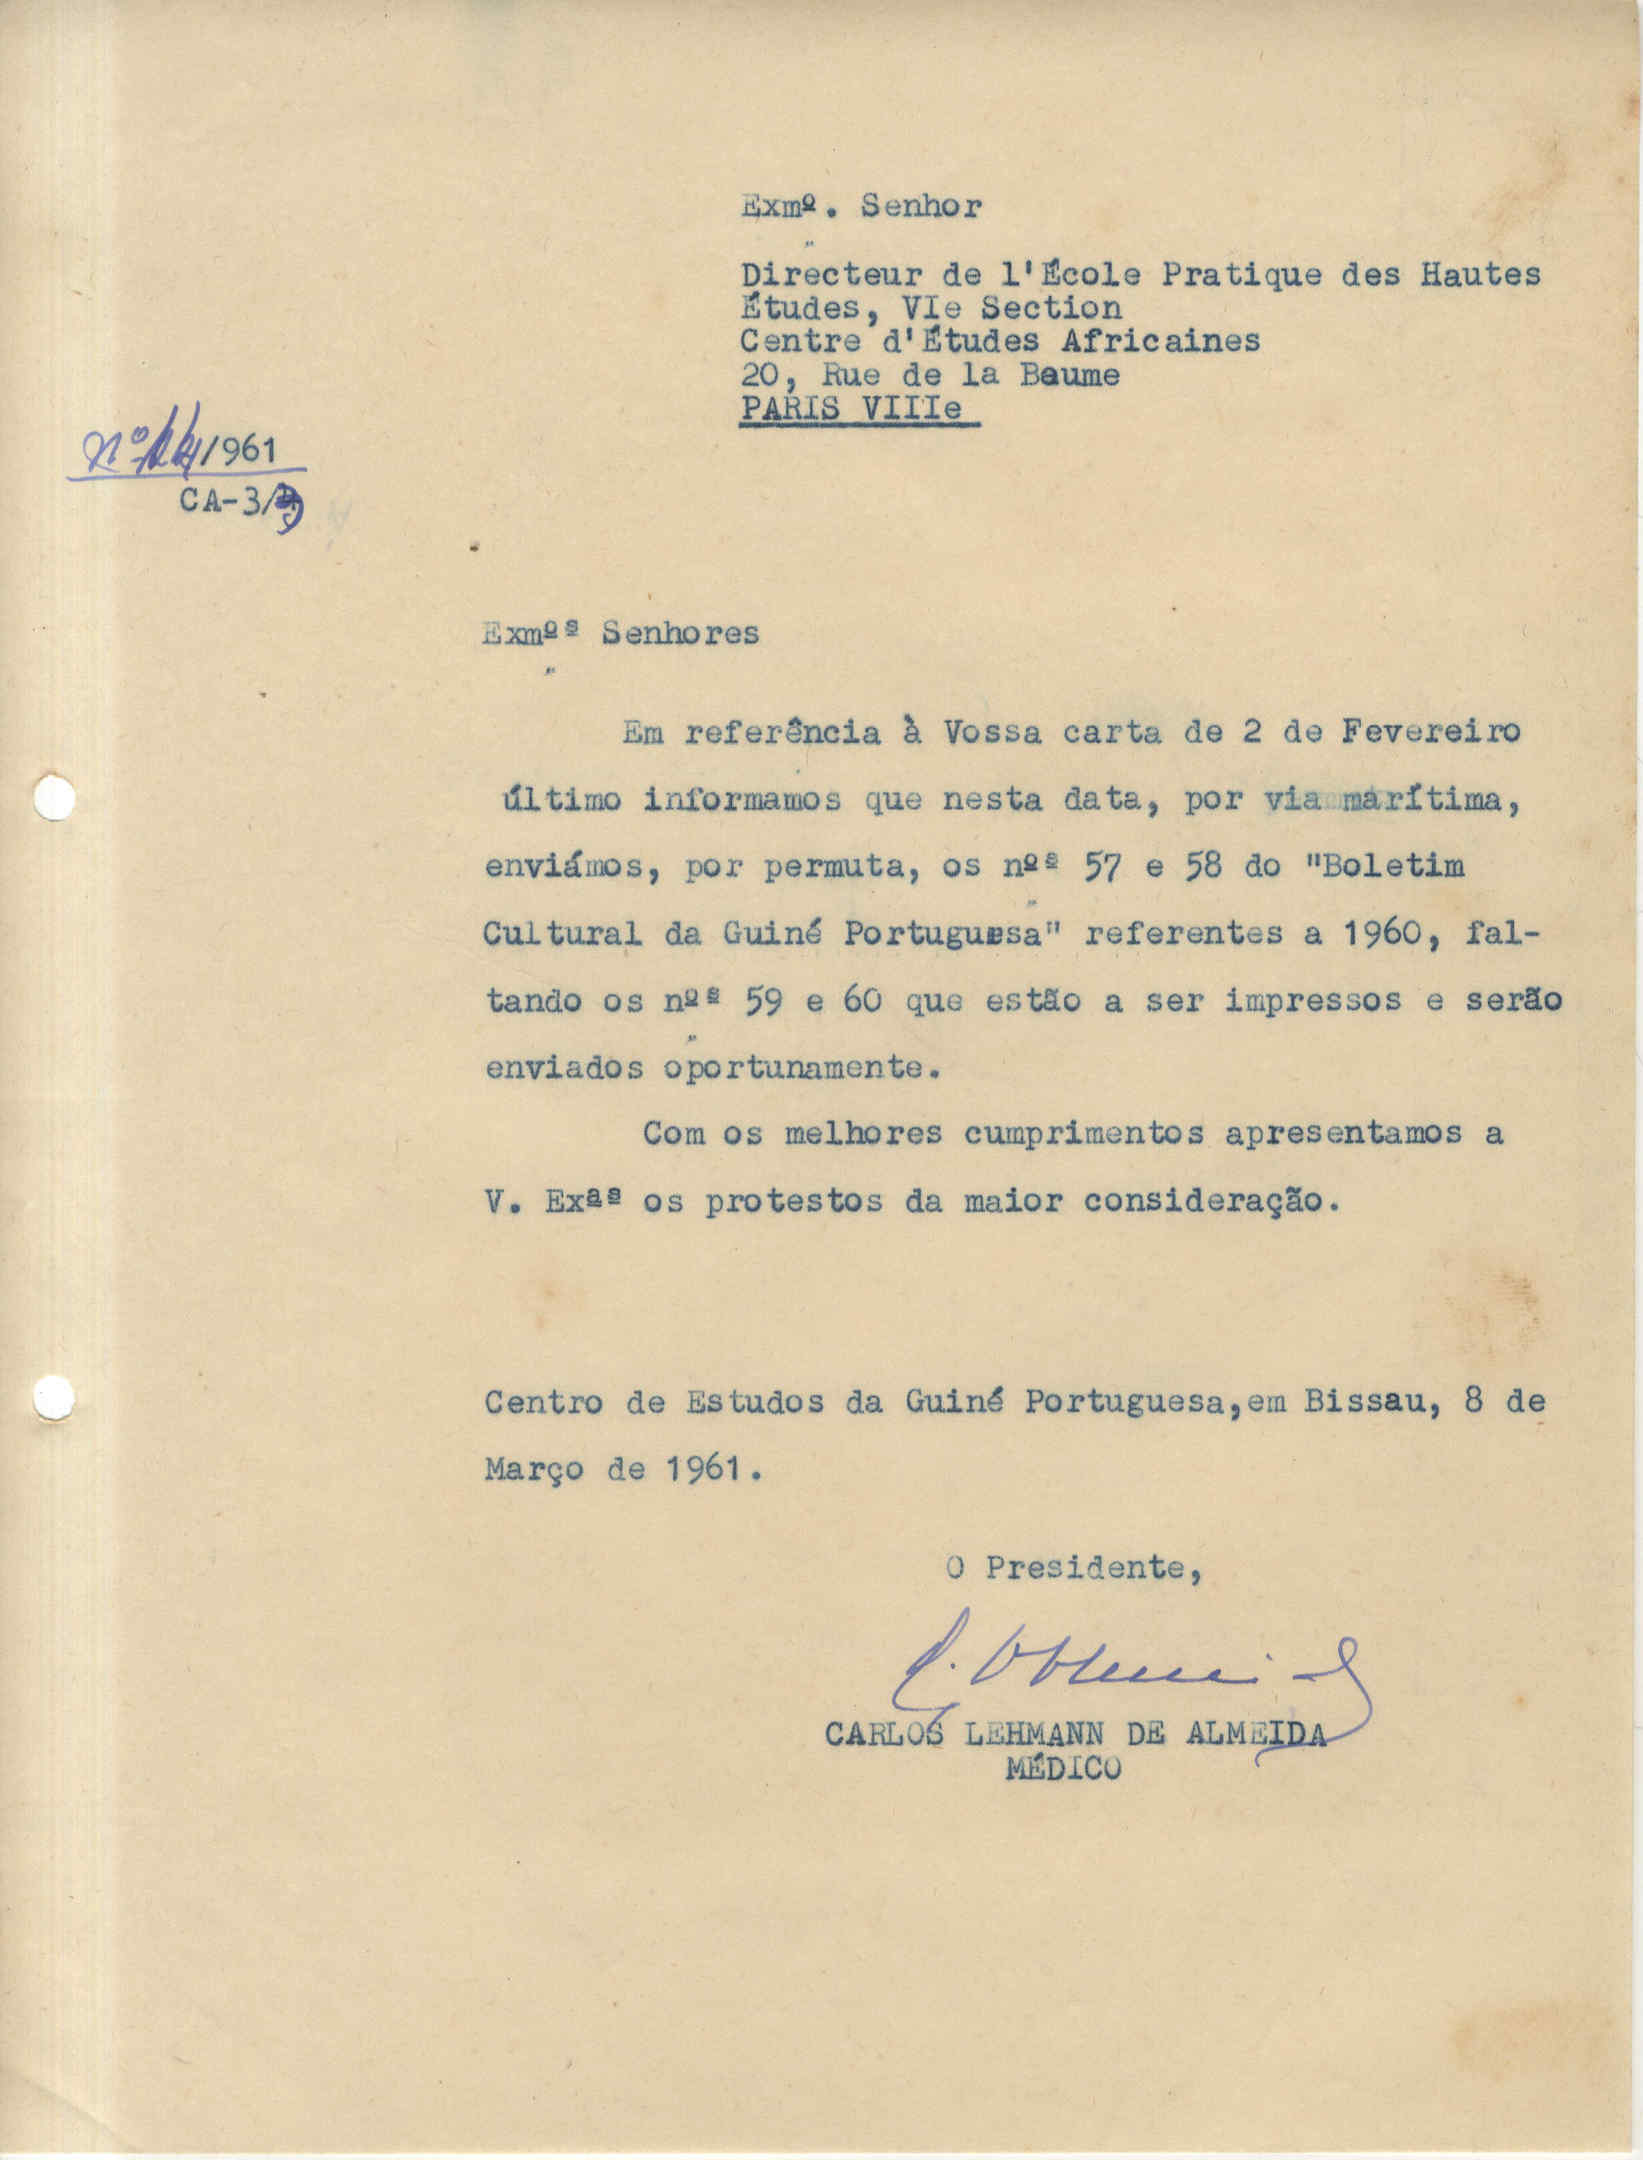 Exmº. Senhor
Directeur de l'École Pratique des Hautes
Études, VIe Section
Centre d'Études Africaines
20, Rue de la Baume
PARIS VIIIe
Nº /961
CA-3/
Exmºˢ Senhores
Em referência à Vossa carta de 2 de Fevereiro
último informamos que nesta data, por via marítima,
enviámos, por permuta, os nºˢ 57 e 58 do "Boletim
Cultural da Guiné Portuguesa" referentes a 1960, fal-
tando os nºˢ 59 e 60 que estão a ser impressos e serão
enviados oportunamente.
Com os melhores cumprimentos apresentamos a
V. Exªˢ os protestos da maior consideração.
Centro de Estudos da Guiné Portuguesa,em Bissau, 8 de
Março de 1961.
O Presidente,
CARLOS LEHMANN DE ALMEIDA
MÉDICO